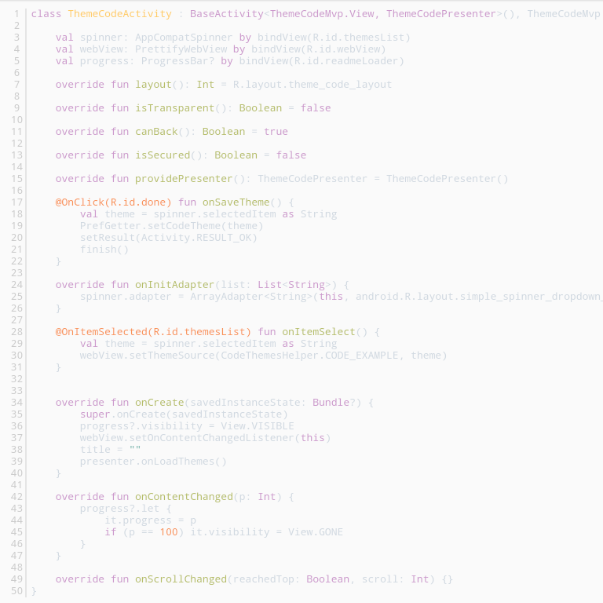 1 class ThemeCodeActivity : BaseActivity<ThemeCodeMvp.View, ThemeCodePresenter>(), ThemeCodeMvp
2
3 val spinner: AppCompatSpinner by bindView(R.id.themesList)
4 val webView: PrettifyWebView by bindView(R.id.webView)
5 val progress: ProgressBar? by bindView(R.id.readmeLoader)
6
7 override fun layout(): Int = R.layout.theme_code_layout
8
9 override fun isTransparent(): Boolean = false
10
11 override fun canBack(): Boolean = true
12
13 override fun isSecured(): Boolean = false
14
15 override fun providePresenter(): ThemeCodePresenter = ThemeCodePresenter()
16
17 @OnClick(R.id.done) fun onSaveTheme() {
18 val theme = spinner.selectedItem as String
19 PrefGetter.setCodeTheme(theme)
20 setResult(Activity.RESULT_OK)
21 finish()
22 }
23
24 override fun onInitAdapter(list: List<String>) {
25 spinner.adapter = ArrayAdapter<String>(this, android.R.layout.simple_spinner_dropdown_
26 }
27
28 @OnItemSelected(R.id.themesList) fun onItemSelect() {
29 val theme = spinner.selectedItem as String
30 webView.setThemeSource(CodeThemesHelper.CODE_EXAMPLE, theme)
31 }
32
33
34 override fun onCreate(savedInstanceState: Bundle?) {
35 super.onCreate(savedInstanceState)
36 progress?.visibility = View.VISIBLE
37 webView.setOnContentChangedListener(this)
38 title = ""
39 presenter.onLoadThemes()
40 }
41
42 override fun onContentChanged(p: Int) {
43 progress?.let {
44 it.progress = p
45 if (p == 100) it.visibility = View.GONE
46 }
47 }
48
49 override fun onScrollChanged(reachedTop: Boolean, scroll: Int) {}
50 }